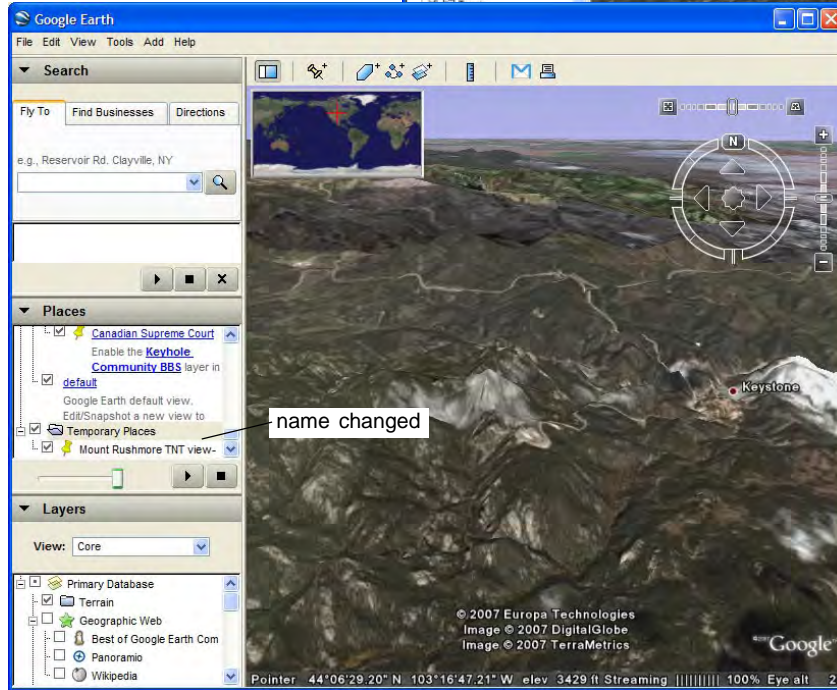 Google Earth
File Edit View Tools Add Help
Search
Fly To Find Businesses Directions
e.g., Reservoir Rd. Clayville, NY
Places
Canadian Supreme Court
Enable the Keyhole
Community BBS layer in
default
Google Earth default view.
Edit/Snapshot a new view to
Temporary Places
Mount Rushmore TNT view-
name changed
Layers
View: Core
Primary Database
Terrain
Geographic Web
Best of Google Earth Com
Panoramio
Wikipedia
N
Keystone
© 2007 Europa Technologies
Image © 2007 DigitalGlobe
Image © 2007 TerraMetrics
Google
Pointer 44°06'29.20" N 103°16'47.21" W elev 3429 ft Streaming ||||||||| 100% Eye alt 2